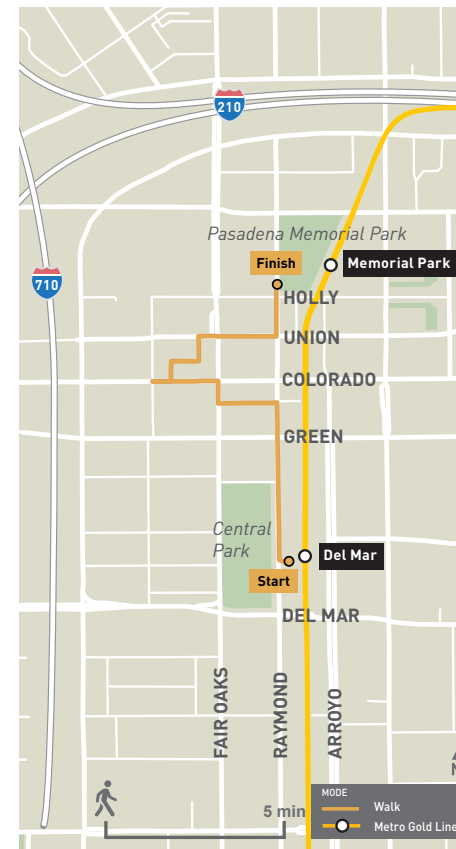 210
Pasadena Memorial Park
Finish
Memorial Park
710
HOLLY
UNION
COLORADO
GREEN
Central
Park
Del Mar
Start
DEL MAR
FAIR OAKS
RAYMOND
ARROYO
MODE
5 min
Walk
Metro Gold Line